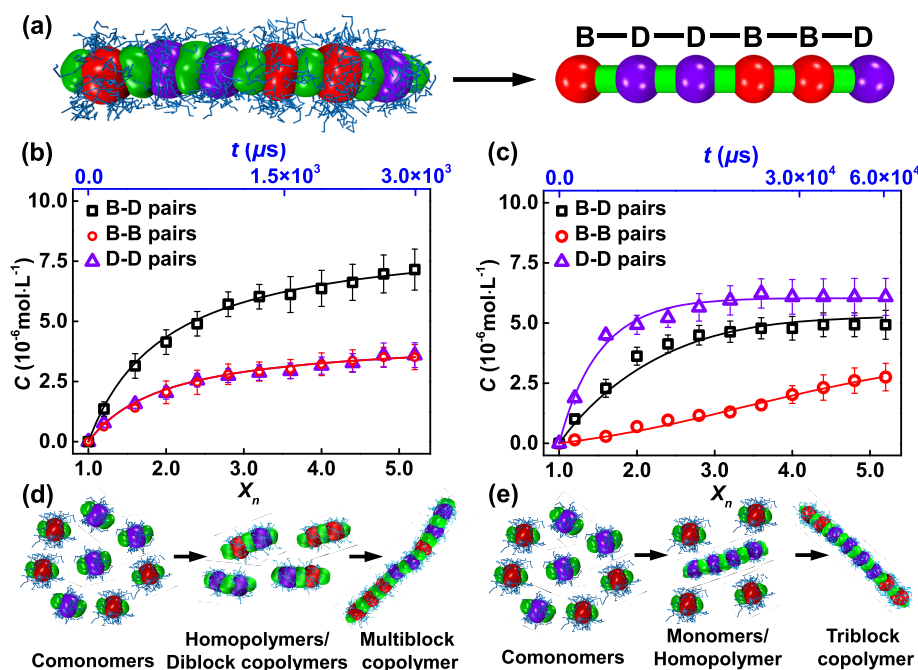 (a)
B—D—D—B—B—D
(b)
t (μs)
0.0 1.5×10³ 3.0×10³
10.0
7.5
5.0
2.5
0.0
C (10⁻⁶mol·L⁻¹)
B-D pairs
B-B pairs
D-D pairs
1.0 2.0 3.0 4.0 5.0
Xₙ
(c)
t (μs)
0.0 3.0×10⁴ 6.0×10⁴
10.0
7.5
5.0
2.5
0.0
C (10⁻⁶mol·L⁻¹)
B-D pairs
B-B pairs
D-D pairs
1.0 2.0 3.0 4.0 5.0
Xₙ
(d)
Comonomers
Homopolymers/
Diblock copolymers
Multiblock
copolymer
(e)
Comonomers
Monomers/
Homopolymer
Triblock
copolymer